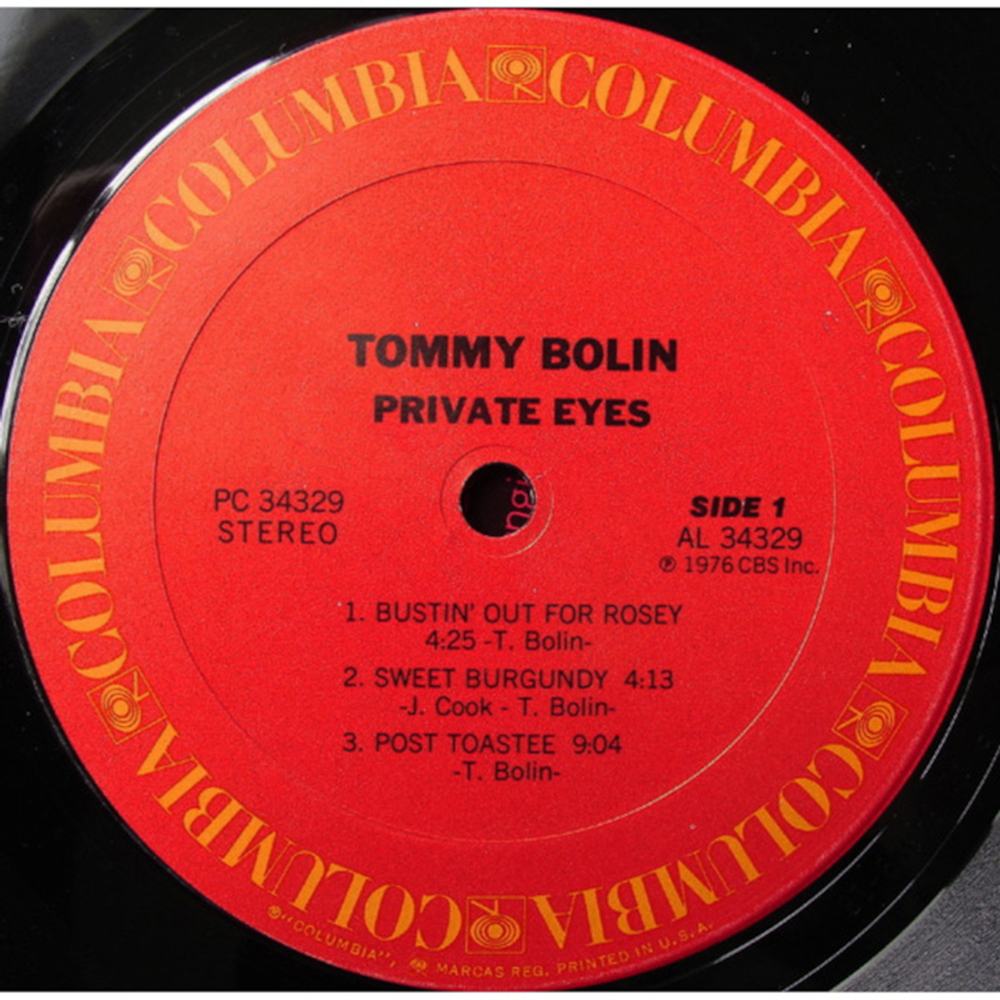 COLUMBIA COLUMBIA COLUMBIA COLUMBIA COLUMBIA COLUMBIA
TOMMY BOLIN
PRIVATE EYES
PC 34329
STEREO
SIDE 1
AL 34329
℗ 1976 CBS Inc.
1. BUSTIN' OUT FOR ROSEY
4:25 -T. Bolin-
2. SWEET BURGUNDY 4:13
-J. Cook - T. Bolin-
3. POST TOASTEE 9:04
-T. Bolin-
®"COLUMBIA", MARCAS REG. PRINTED IN U.S.A.